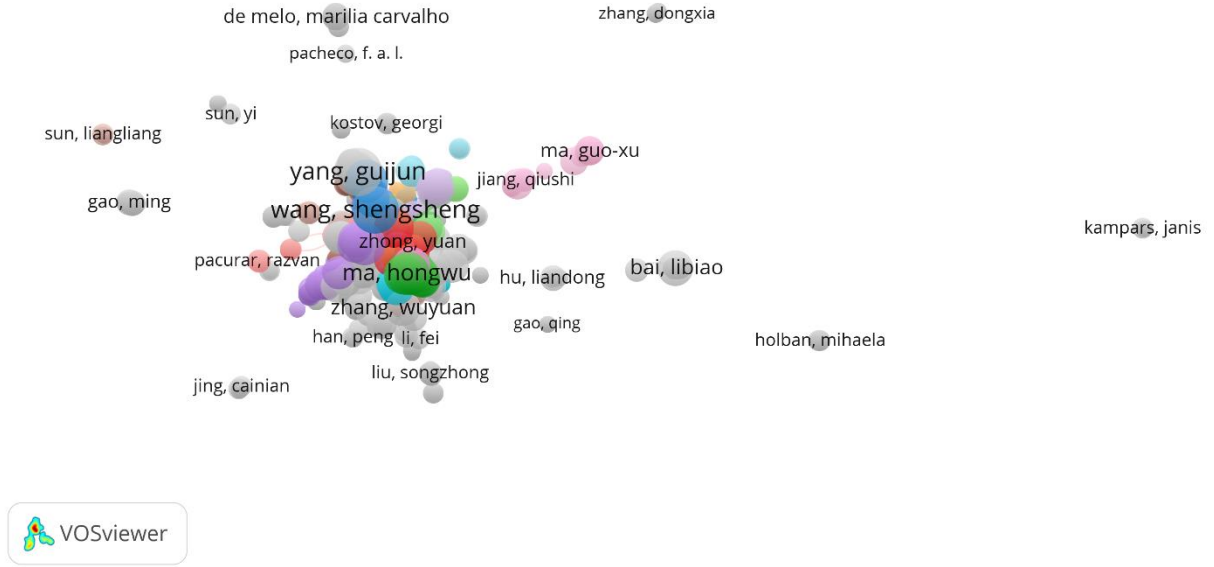 de melo, marilia carvalho
zhang, dongxia
pacheco, f. a. l.
sun, yi
kostov, georgi
sun, liangliang
ma, guo-xu
yang, guijun
jiang, qiushi
gao, ming
wang, shengsheng
kampars, janis
zhong, yuan
pacurar, razvan
ma, hongwu
hu, liandong
bai, libiao
zhang, wuyuan
gao, qing
han, peng
li, fei
holban, mihaela
liu, songzhong
jing, cainian
VOSviewer